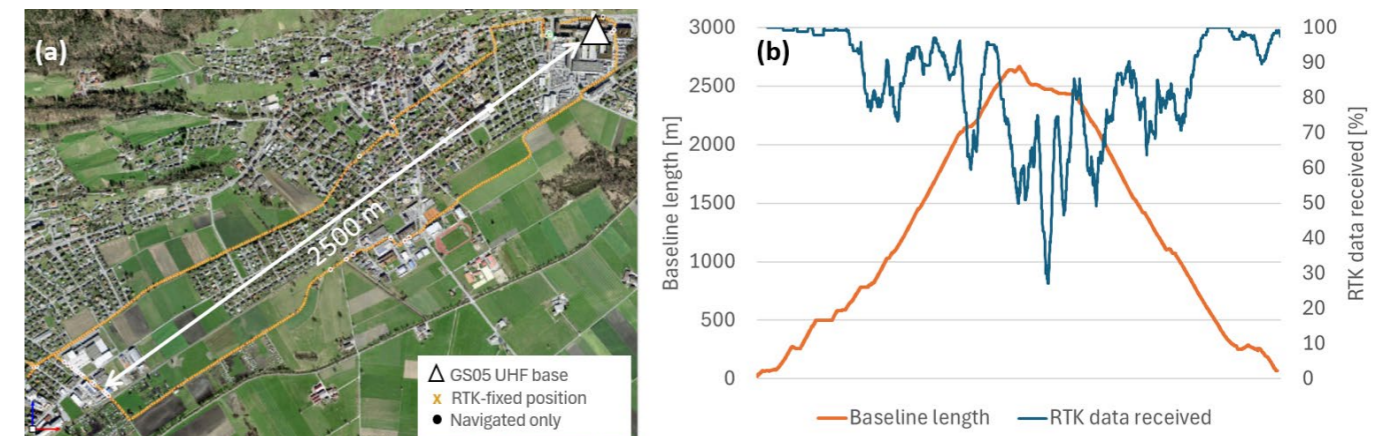 (a)
2500 m
△ GS05 UHF base
x RTK-fixed position
● Navigated only
(b)
3000
2500
2000
1500
1000
500
0
Baseline length [m]
100
90
80
70
60
50
40
30
20
10
0
RTK data received [%]
Baseline length
RTK data received